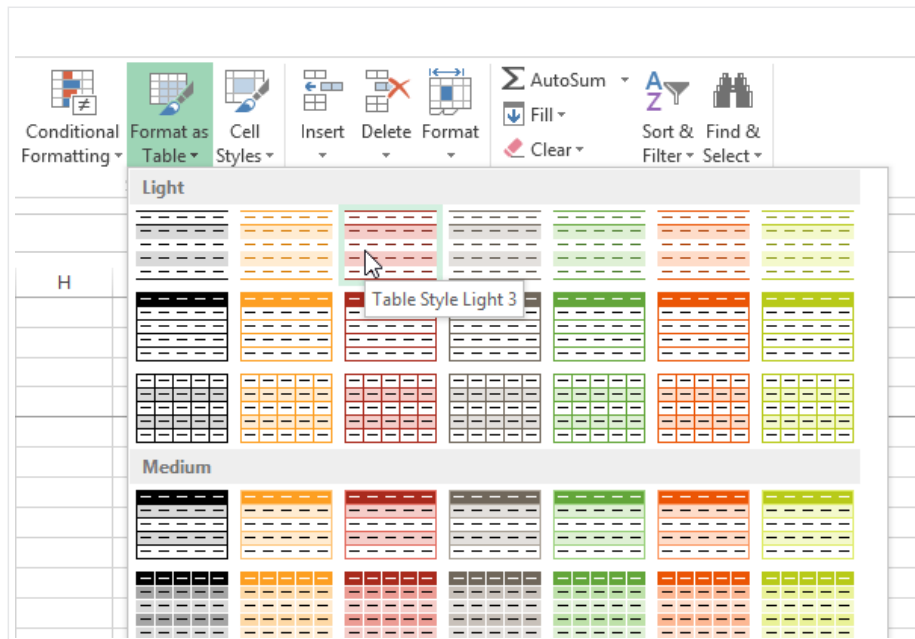 Conditional
Formatting
Format as
Table
Cell
Styles
Insert
Delete
Format
AutoSum
Fill
Clear
Sort &
Filter
Find &
Select
Light
H
Table Style Light 3
Medium